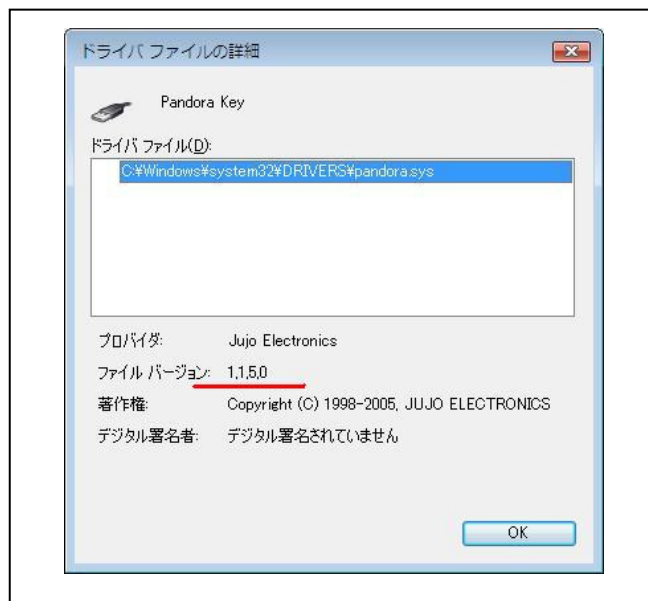 ドライバ ファイルの詳細
Pandora Key
ドライバ ファイル(D):
C:¥Windows¥system32¥DRIVERS¥pandora.sys
プロバイダ: Jujo Electronics
ファイル バージョン: 1,1,5,0
著作権: Copyright (C) 1998-2005, JUJO ELECTRONICS
デジタル署名者: デジタル署名されていません
OK